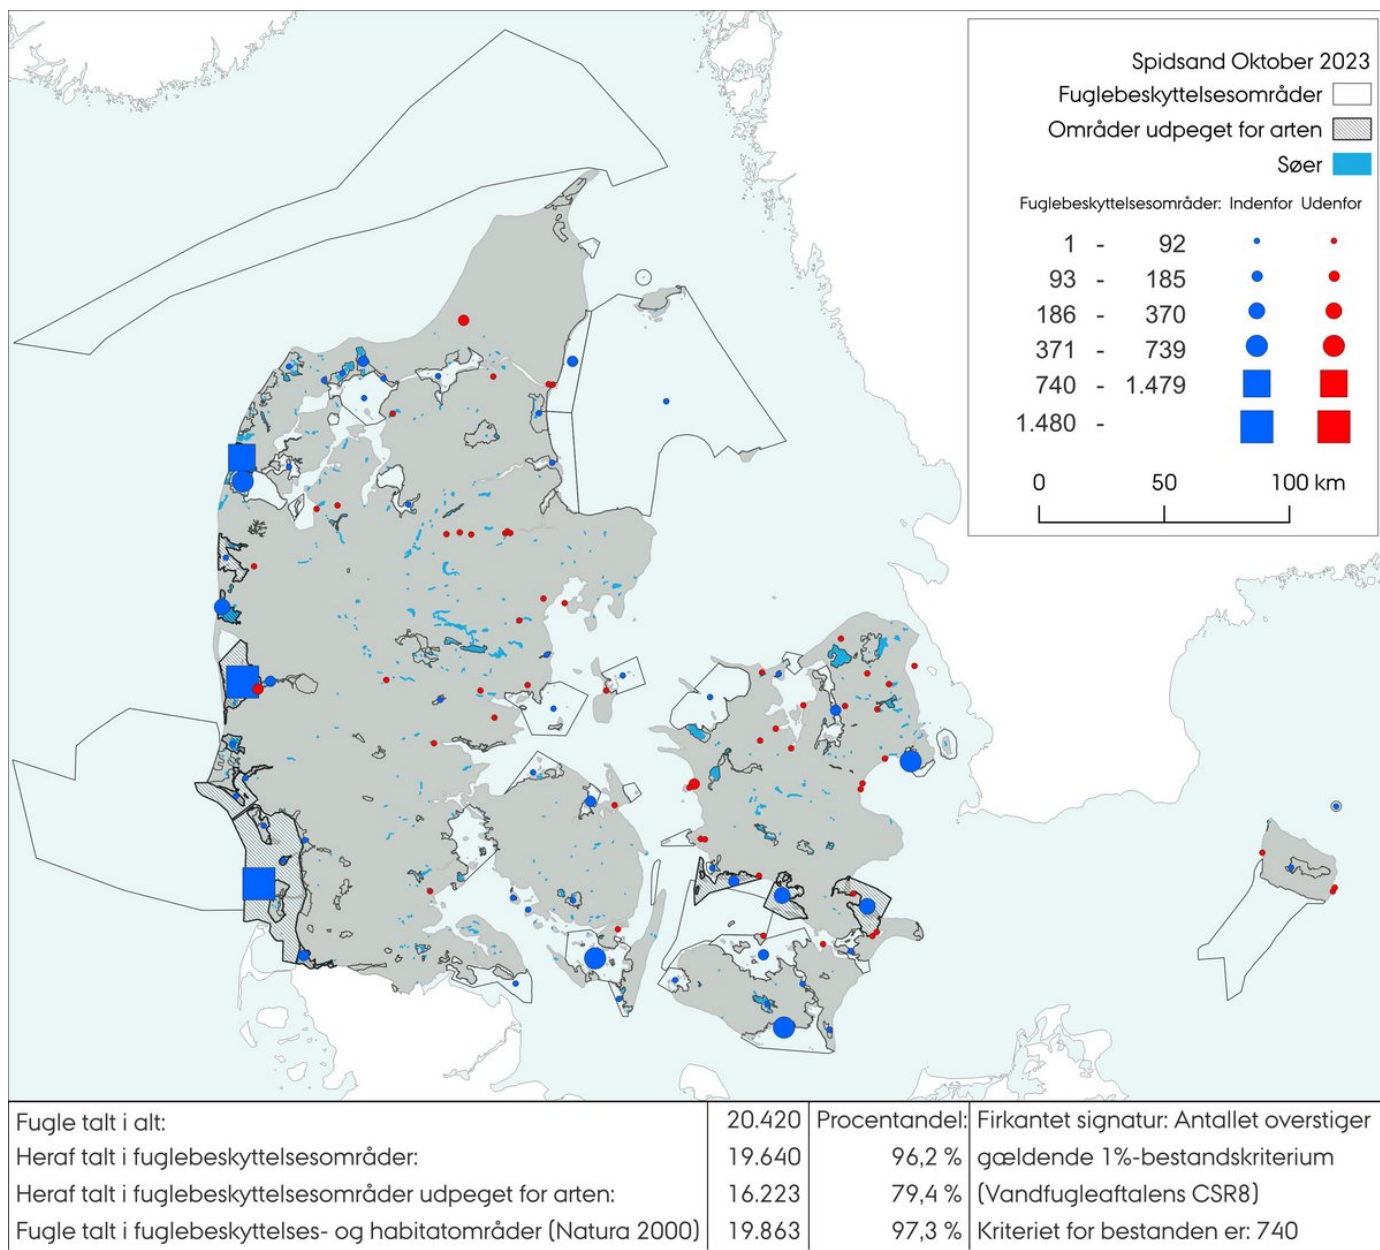 Spidsand Oktober 2023
Fuglebeskyttelsesområder
Områder udpeget for arten
Søer
Fuglebeskyttelsesområder: Indenfor Udenfor
1 - 92
93 - 185
186 - 370
371 - 739
740 - 1.479
1.480 -
0 50 100 km
Fugle talt i alt: 20.420 Procentandel: Firkantet signatur: Antallet overstiger
Heraf talt i fuglebeskyttelsesområder: 19.640 96,2 % gældende 1%-bestandskriterium
Heraf talt i fuglebeskyttelsesområder udpeget for arten: 16.223 79,4 % (Vandfugleaftalens CSR8)
Fugle talt i fuglebeskyttelses- og habitatområder (Natura 2000) 19.863 97,3 % Kriteriet for bestanden er: 740